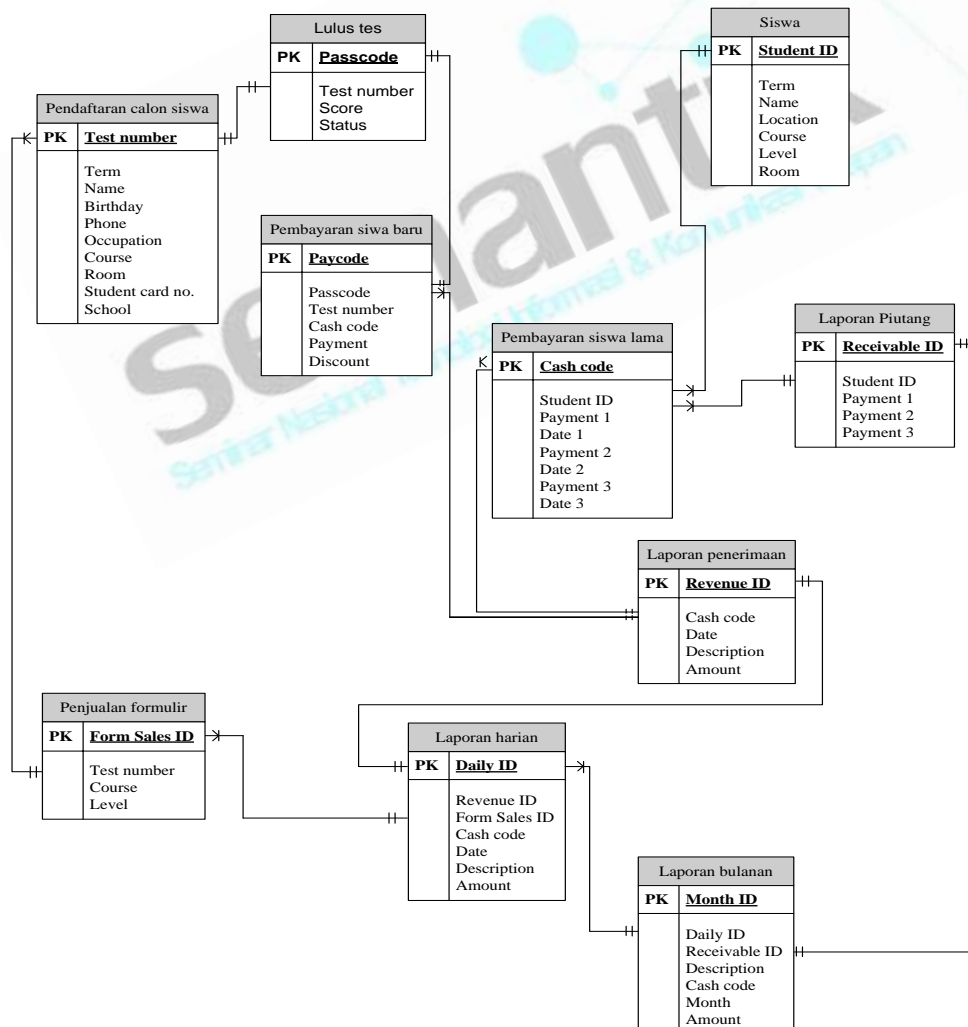 Lulus tes
PK Passcode
Test number
Score
Status
Siswa
PK Student ID
Term
Name
Location
Course
Level
Room
Pendaftaran calon siswa
PK Test number
Term
Name
Birthday
Phone
Occupation
Course
Room
Student card no.
School
Pembayaran siwa baru
PK Paycode
Passcode
Test number
Cash code
Payment
Discount
Pembayaran siswa lama
PK Cash code
Student ID
Payment 1
Date 1
Payment 2
Date 2
Payment 3
Date 3
Laporan Piutang
PK Receivable ID
Student ID
Payment 1
Payment 2
Payment 3
Laporan penerimaan
PK Revenue ID
Cash code
Date
Description
Amount
Penjualan formulir
PK Form Sales ID
Test number
Course
Level
Laporan harian
PK Daily ID
Revenue ID
Form Sales ID
Cash code
Date
Description
Amount
Laporan bulanan
PK Month ID
Daily ID
Receivable ID
Description
Cash code
Month
Amount